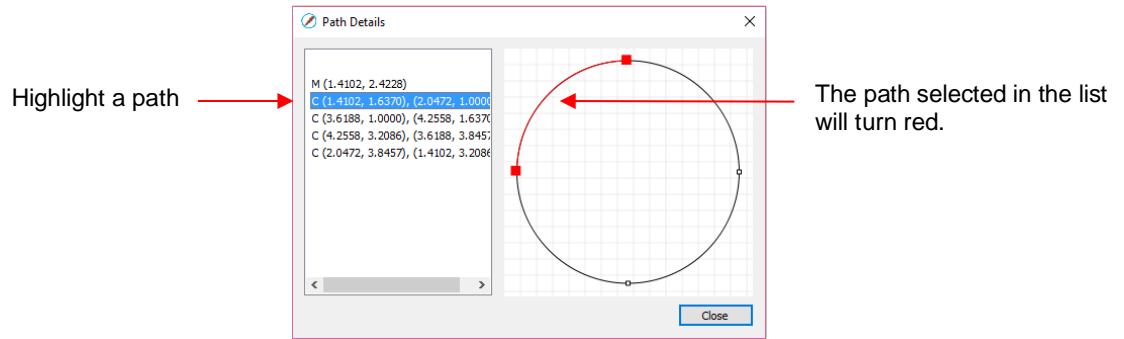 Path Details
M (1.4102, 2.4228)
C (1.4102, 1.6370), (2.0472, 1.0000
C (3.6188, 1.0000), (4.2558, 1.6370
C (4.2558, 3.2086), (3.6188, 3.8457
C (2.0472, 3.8457), (1.4102, 3.2086
Highlight a path
The path selected in the list
will turn red.
Close